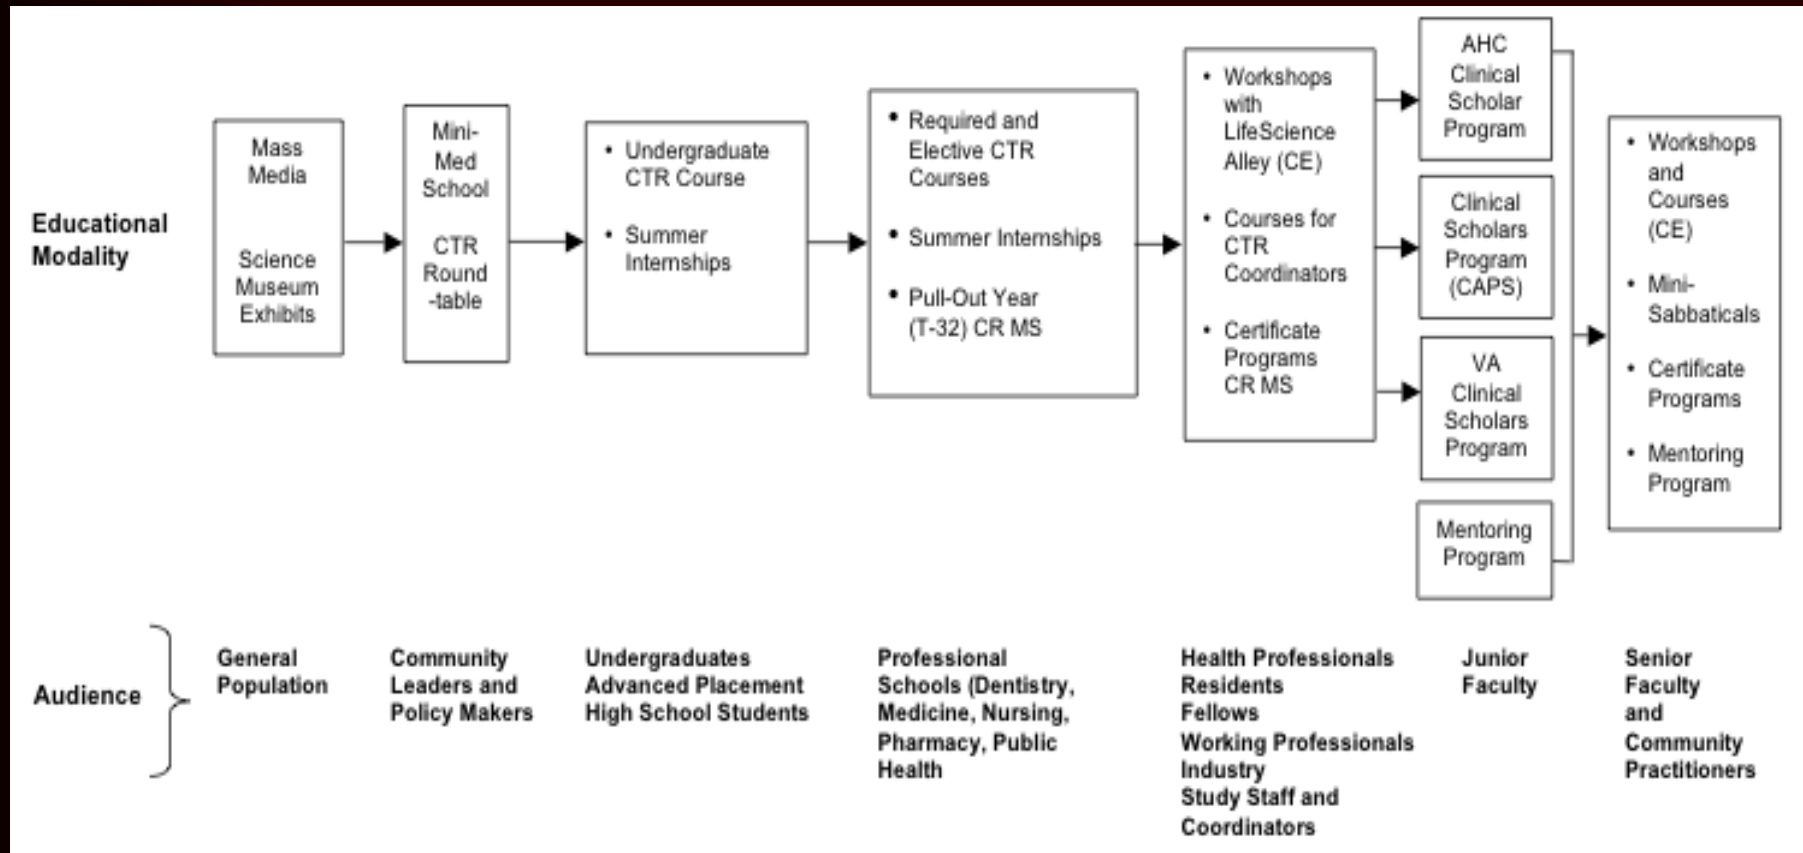 Educational
Modality
Mass
Media
Science
Museum
Exhibits
Mini-
Med
School
CTR
Round
-table
• Undergraduate
CTR Course
• Summer
Internships
• Required and
Elective CTR
Courses
• Summer Internships
• Pull-Out Year
(T-32) CR MS
• Workshops
with
LifeScience
Alley (CE)
• Courses for
CTR
Coordinators
• Certificate
Programs
CR MS
AHC
Clinical
Scholar
Program
Clinical
Scholars
Program
(CAPS)
VA
Clinical
Scholars
Program
Mentoring
Program
• Workshops
and
Courses
(CE)
• Mini-
Sabbaticals
• Certificate
Programs
• Mentoring
Program
Audience
General
Population
Community
Leaders and
Policy Makers
Undergraduates
Advanced Placement
High School Students
Professional
Schools (Dentistry,
Medicine, Nursing,
Pharmacy, Public
Health
Health Professionals
Residents
Fellows
Working Professionals
Industry
Study Staff and
Coordinators
Junior
Faculty
Senior
Faculty
and
Community
Practitioners